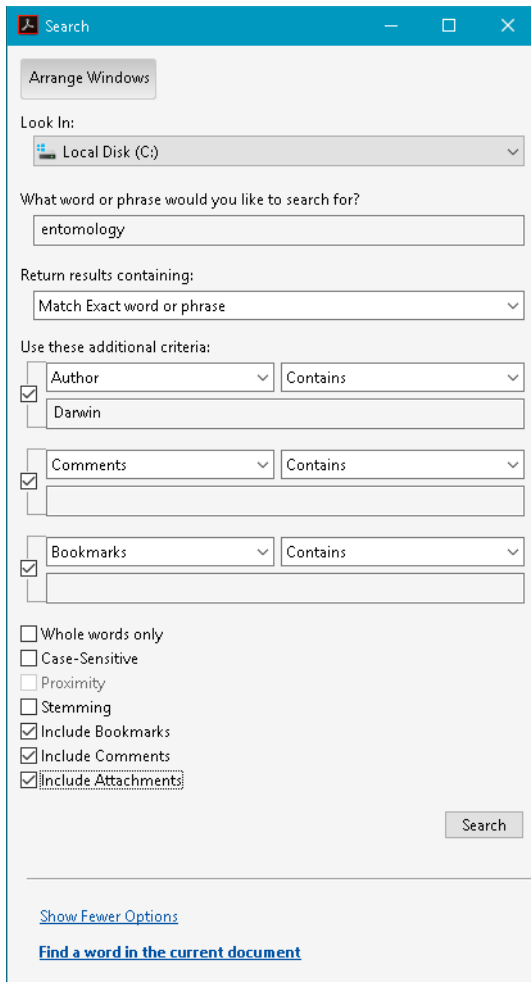 Search
Arrange Windows
Look In:
Local Disk (C:)
What word or phrase would you like to search for?
entomology
Return results containing:
Match Exact word or phrase
Use these additional criteria:
Author Contains
Darwin
Comments Contains
Bookmarks Contains
Whole words only
Case-Sensitive
Proximity
Stemming
Include Bookmarks
Include Comments
Include Attachments
Search
Show Fewer Options
Find a word in the current document